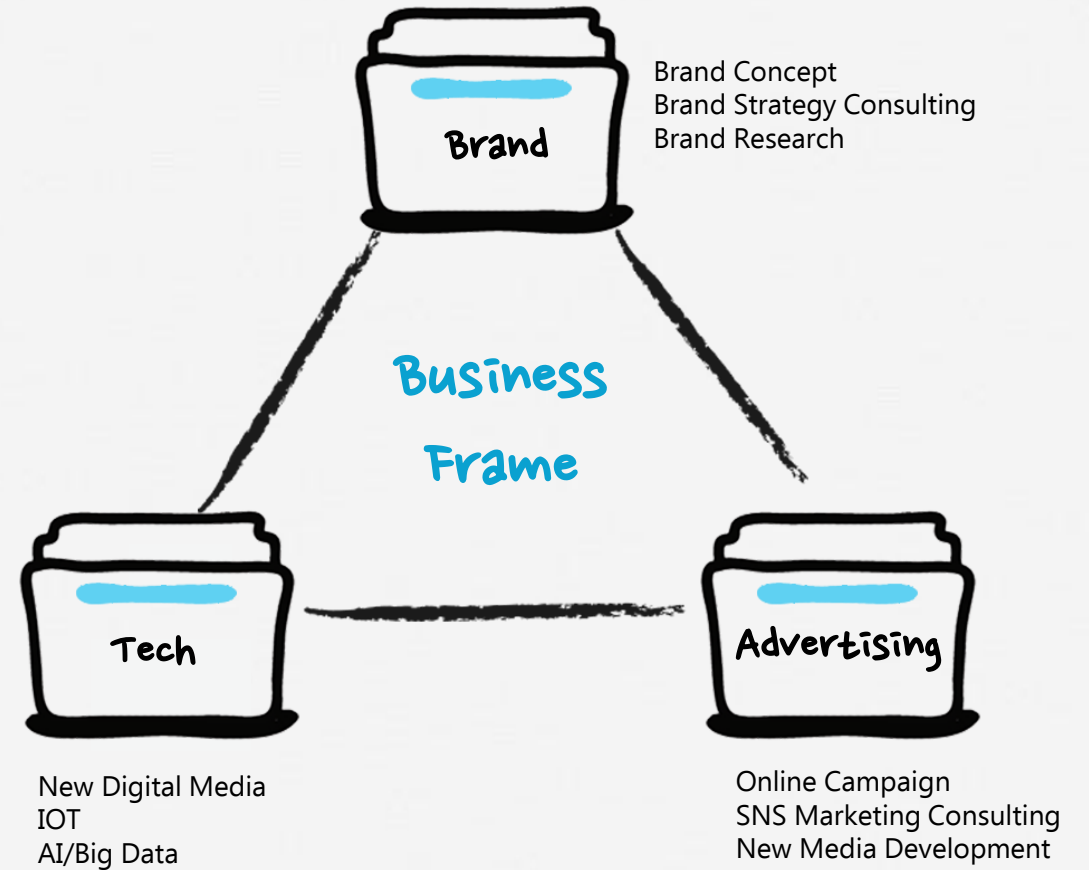 Brand
Brand Concept
Brand Strategy Consulting
Brand Research
Business
Frame
Tech
New Digital Media
IOT
AI/Big Data
Advertising
Online Campaign
SNS Marketing Consulting
New Media Development